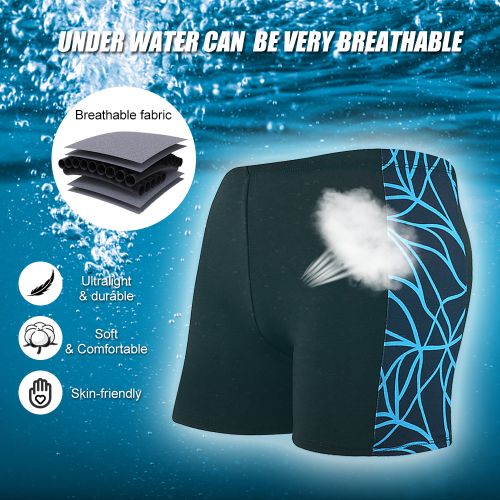 UNDER WATER CAN BE VERY BREATHABLE
Breathable fabric
Ultralight
& durable
Soft
& Comfortable
Skin-friendly